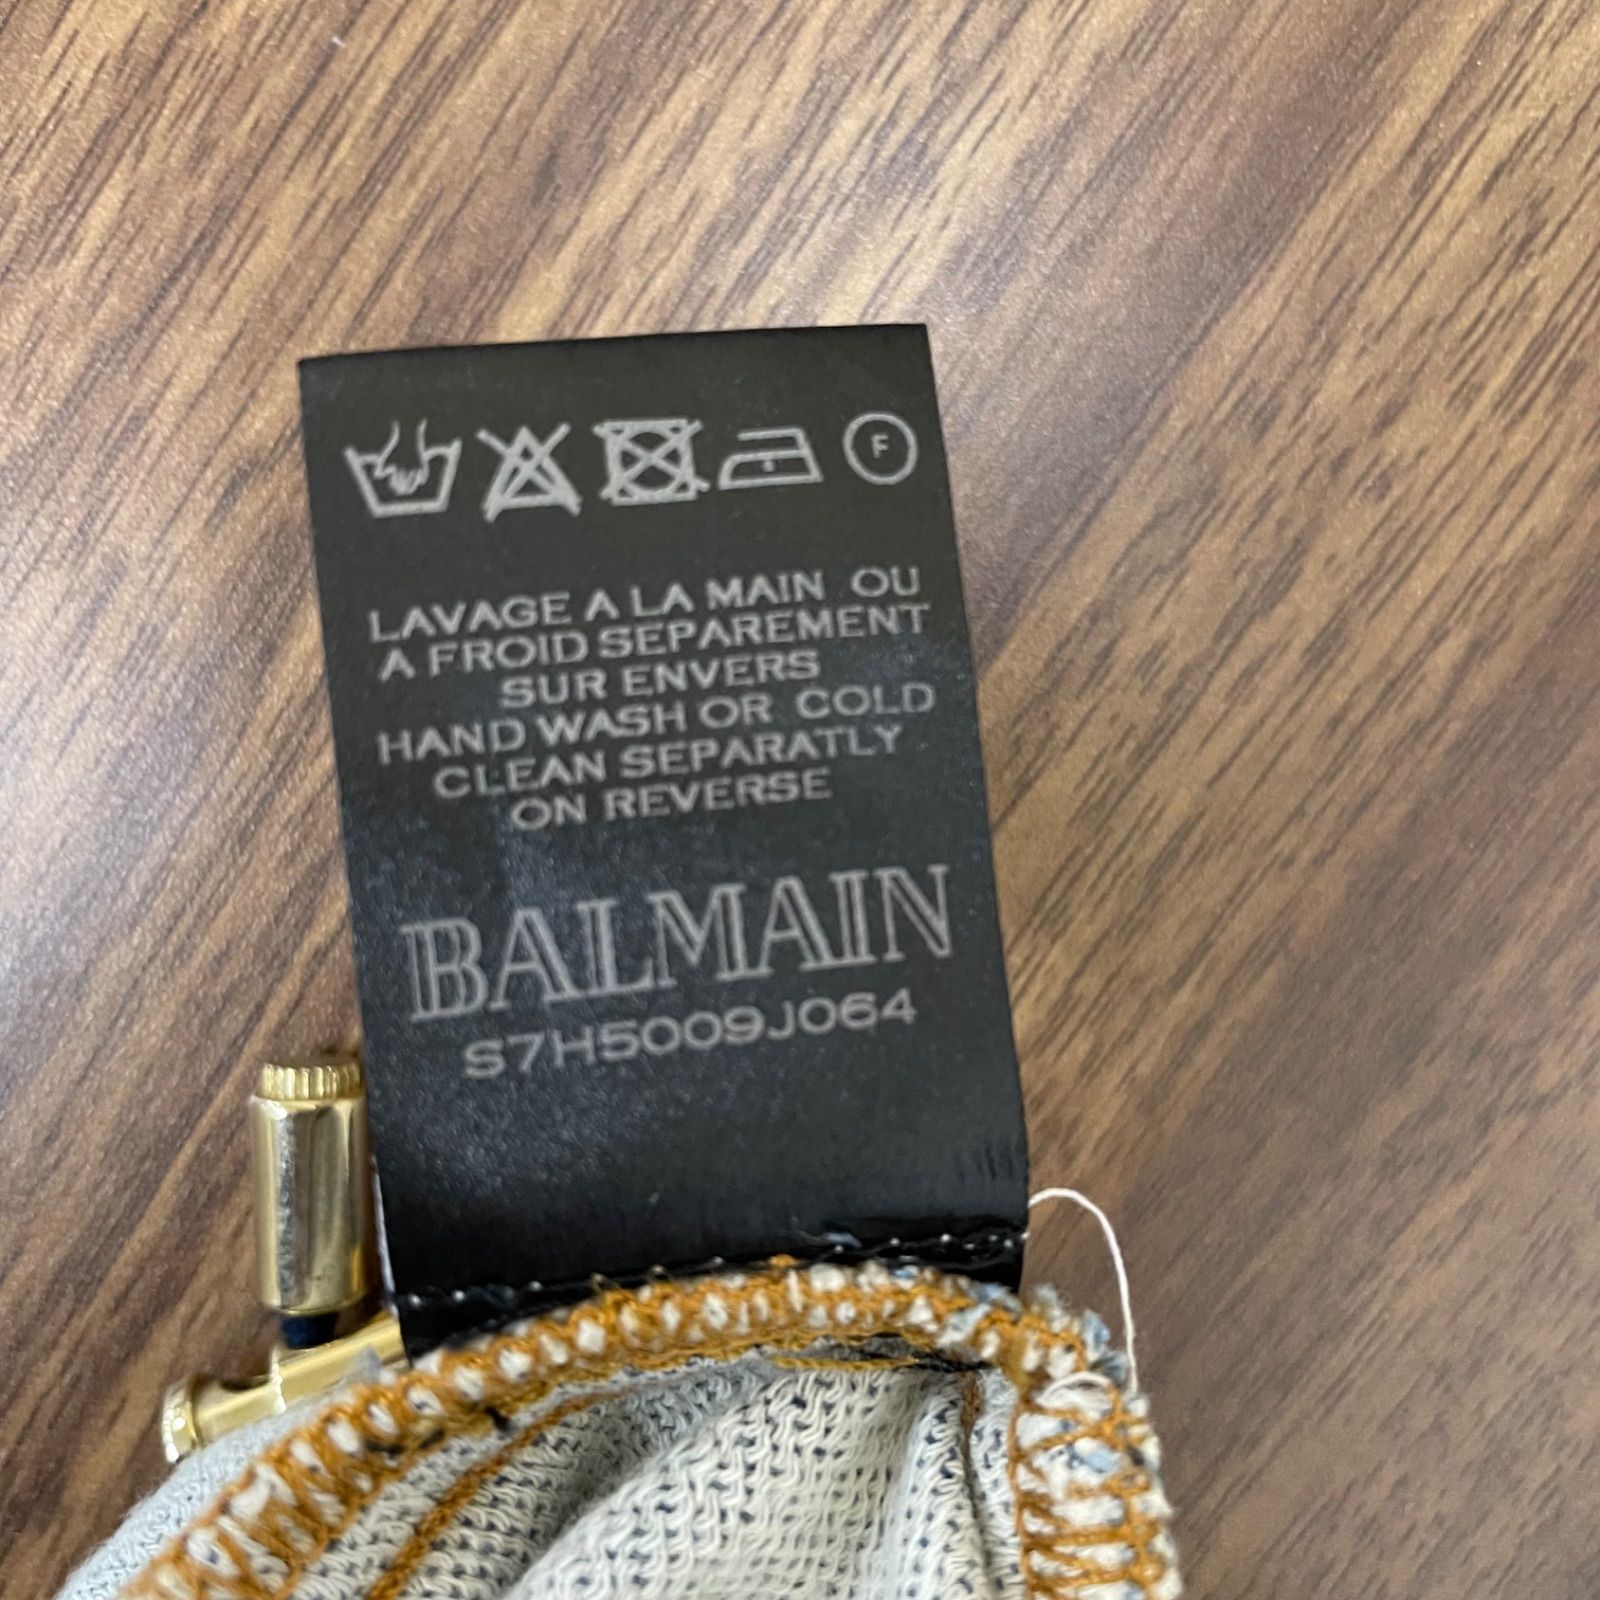 F
LAVAGE A LA MAIN OU
A FROID SEPAREMENT
SUR ENVERS
HAND WASH OR COLD
CLEAN SEPARATLY
ON REVERSE
BALMAIN
S7H5009J064